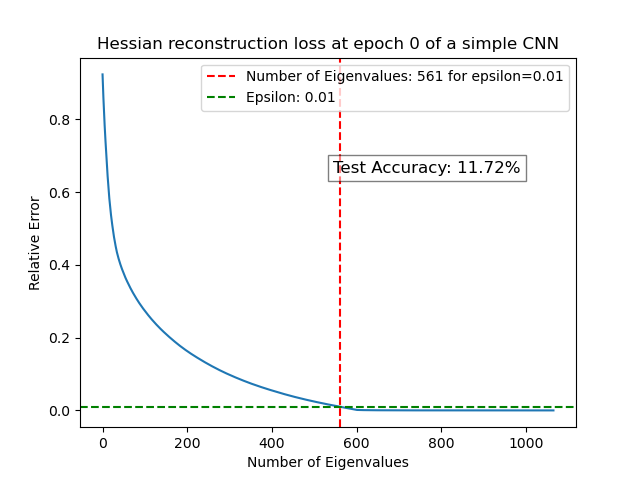 Hessian reconstruction loss at epoch 0 of a simple CNN
Number of Eigenvalues: 561 for epsilon=0.01
Epsilon: 0.01
Test Accuracy: 11.72%
Relative Error
0.8
0.6
0.4
0.2
0.0
0 200 400 600 800 1000
Number of Eigenvalues